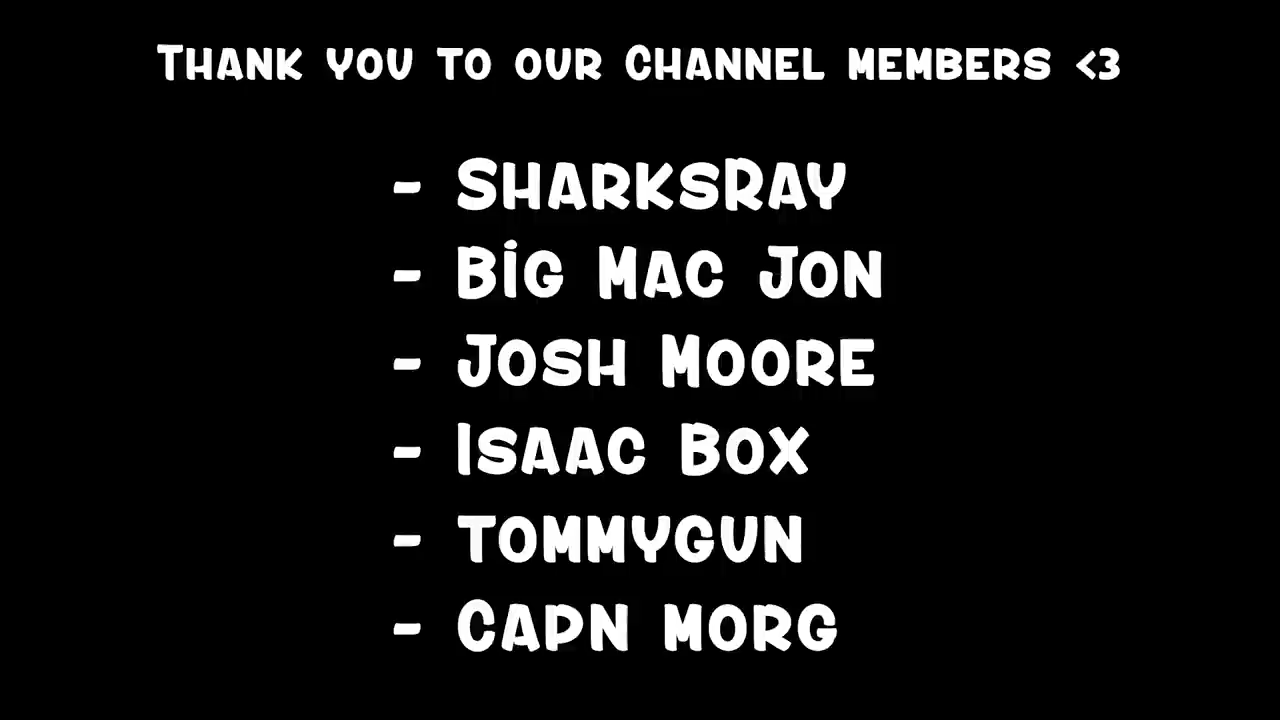 Thank you to our Channel members <3
- SharksRay
- Big Mac Jon
- Josh Moore
- Isaac Box
- tommygun
- Capn morg